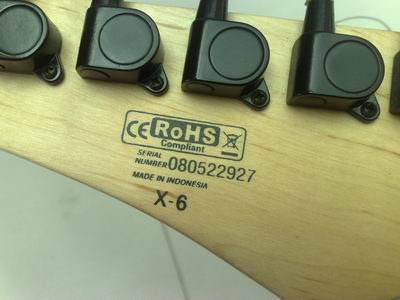 CE RoHS
Compliant
SERIAL
NUMBER 080522927
MADE IN INDONESIA
X-6